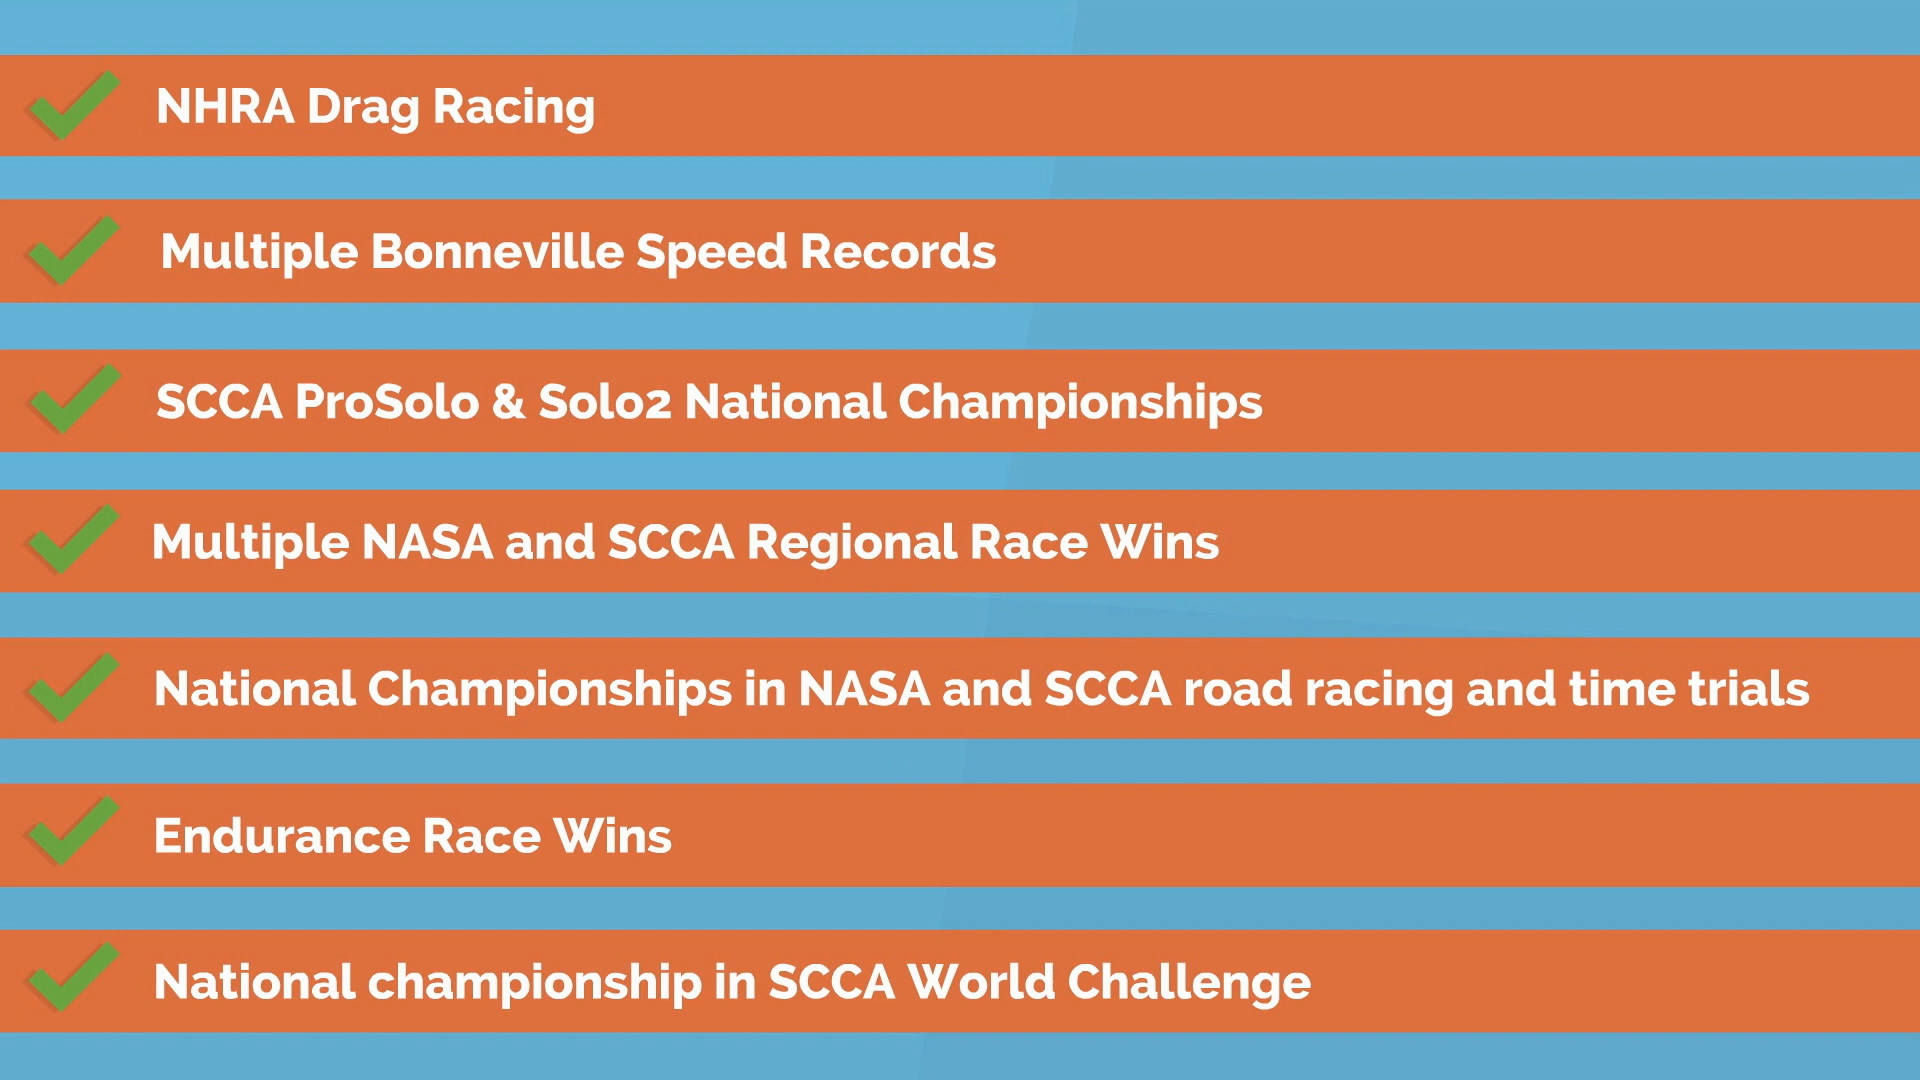 NHRA Drag Racing
Multiple Bonneville Speed Records
SCCA ProSolo & Solo2 National Championships
Multiple NASA and SCCA Regional Race Wins
National Championships in NASA and SCCA road racing and time trials
Endurance Race Wins
National championship in SCCA World Challenge